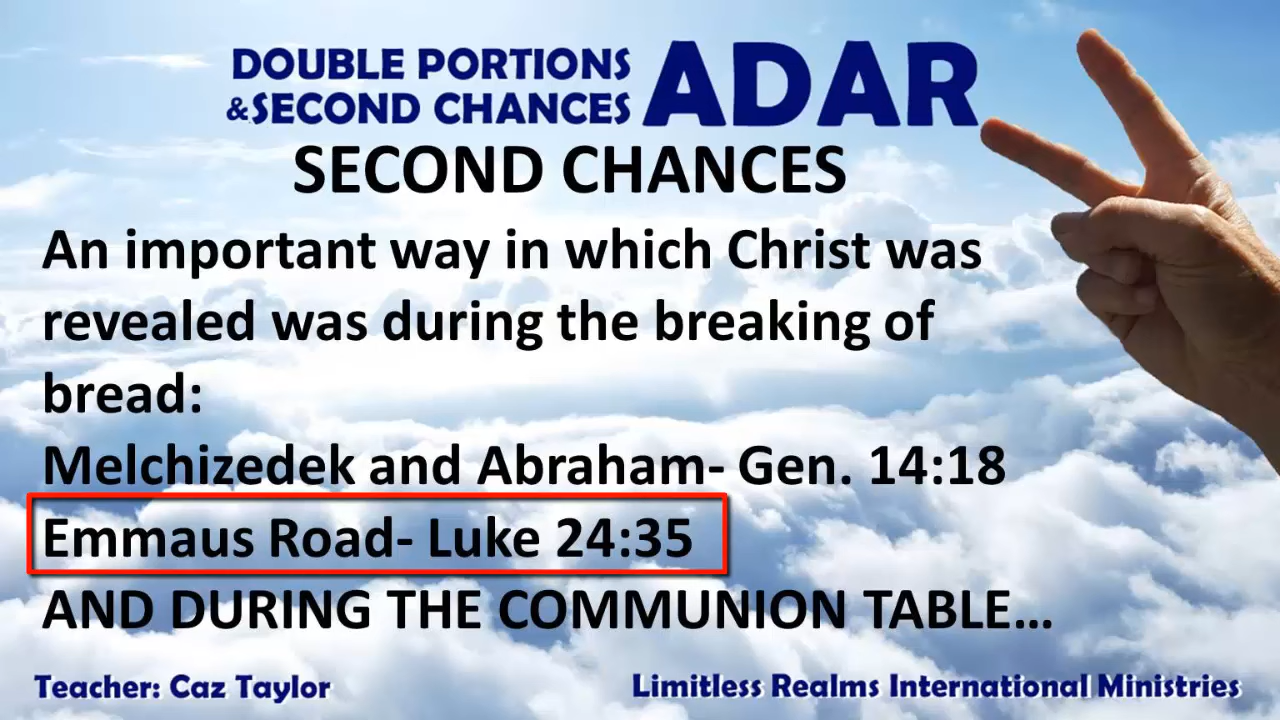 DOUBLE PORTIONS
&SECOND CHANCES
ADAR
SECOND CHANCES
An important way in which Christ was
revealed was during the breaking of
bread:
Melchizedek and Abraham- Gen. 14:18
Emmaus Road- Luke 24:35
AND DURING THE COMMUNION TABLE...
Teacher: Caz Taylor
Limitless Realms International Ministries